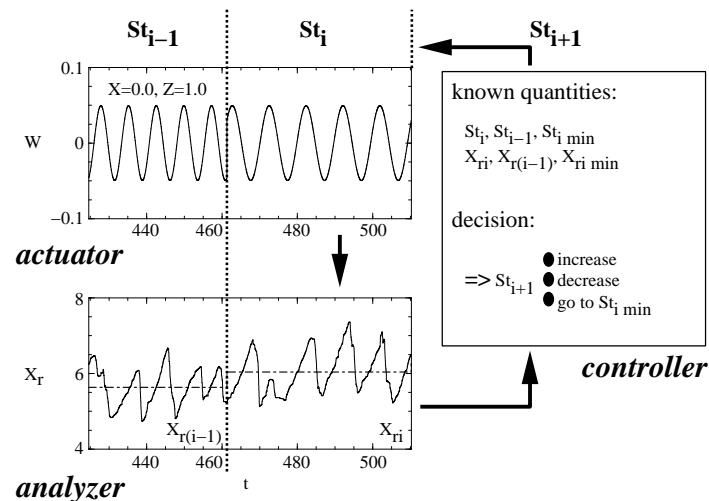 St_{i−1} St_i St_{i+1}
0.1
X=0.0, Z=1.0
W
0
−0.1
440 460 480 500
actuator
known quantities:
St_i, St_{i−1}, St_{i min}
X_{ri}, X_{r(i−1)}, X_{ri min}
decision:
=> St_{i+1}
increase
decrease
go to St_{i min}
controller
8
X_r
6
4
X_{r(i−1)} X_{ri}
440 460 480 500
t
analyzer